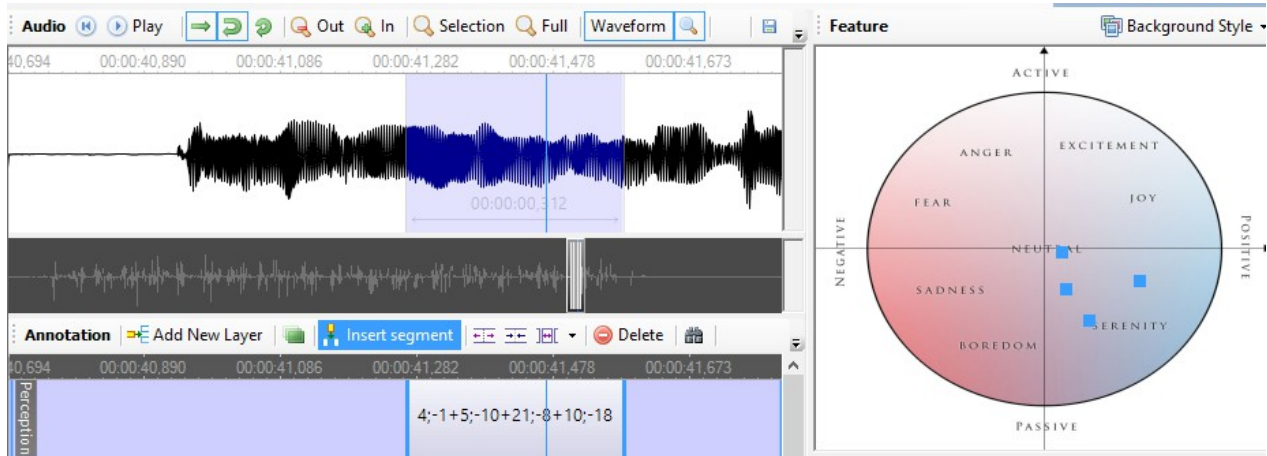 Audio Play Out In Selection Full Waveform
40,694 00:00:40,890 00:00:41,086 00:00:41,282 00:00:41,478 00:00:41,673
00:00:00,312
Annotation Add New Layer Insert segment Delete
10,694 00:00:40,890 00:00:41,086 00:00:41,282 00:00:41,478 00:00:41,673
Perception
4;-1+5;-10+21;-8+10;-18
Feature Background Style
ACTIVE
ANGER EXCITEMENT
FEAR JOY
NEGATIVE NEUTRAL POSITIVE
SADNESS
SERENITY
BOREDOM
PASSIVE